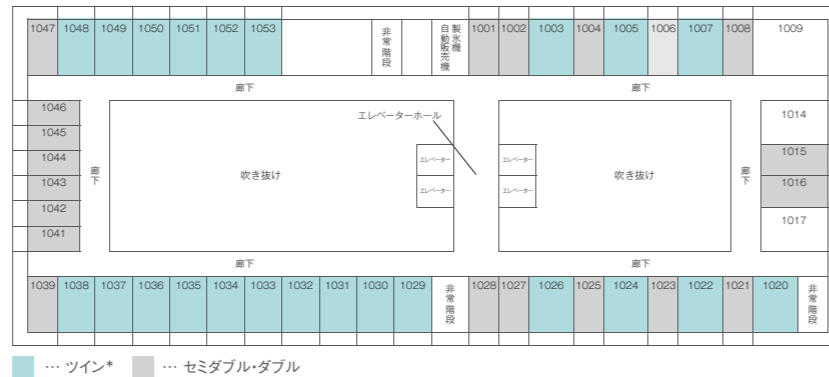 1047 1048 1049 1050 1051 1052 1053 非常階段 製氷機 自動販売機 1001 1002 1003 1004 1005 1006 1007 1008 1009
廊下 廊下
エレベーターホール
1046
1045
1044
1043
1042
1041
廊下
吹き抜け
エレベーター エレベーター
エレベーター エレベーター
吹き抜け
廊下
1014
1015
1016
1017
廊下 廊下
1039 1038 1037 1036 1035 1034 1033 1032 1031 1030 1029 非常階段 1028 1027 1026 1025 1024 1023 1022 1021 1020 非常階段
… ツイン* … セミダブル・ダブル